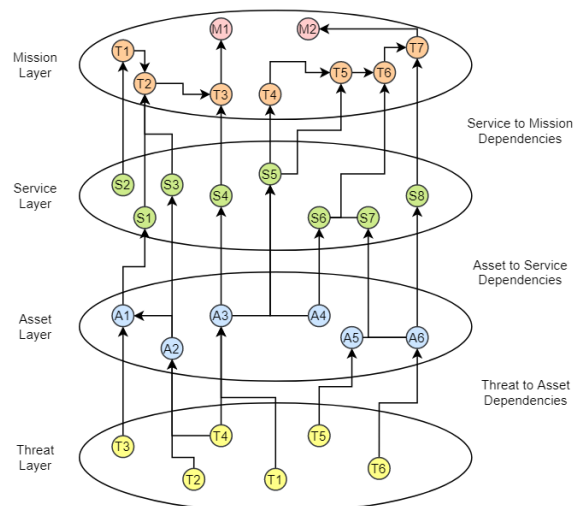 M1
M2
T1
T7
Mission
Layer
T2
T3
T4
T5
T6
Service to Mission
Dependencies
S5
Service
Layer
S2
S3
S4
S8
S1
S6
S7
Asset to Service
Dependencies
Asset
Layer
A1
A3
A4
A2
A5
A6
Threat to Asset
Dependencies
Threat
Layer
T3
T4
T5
T2
T1
T6